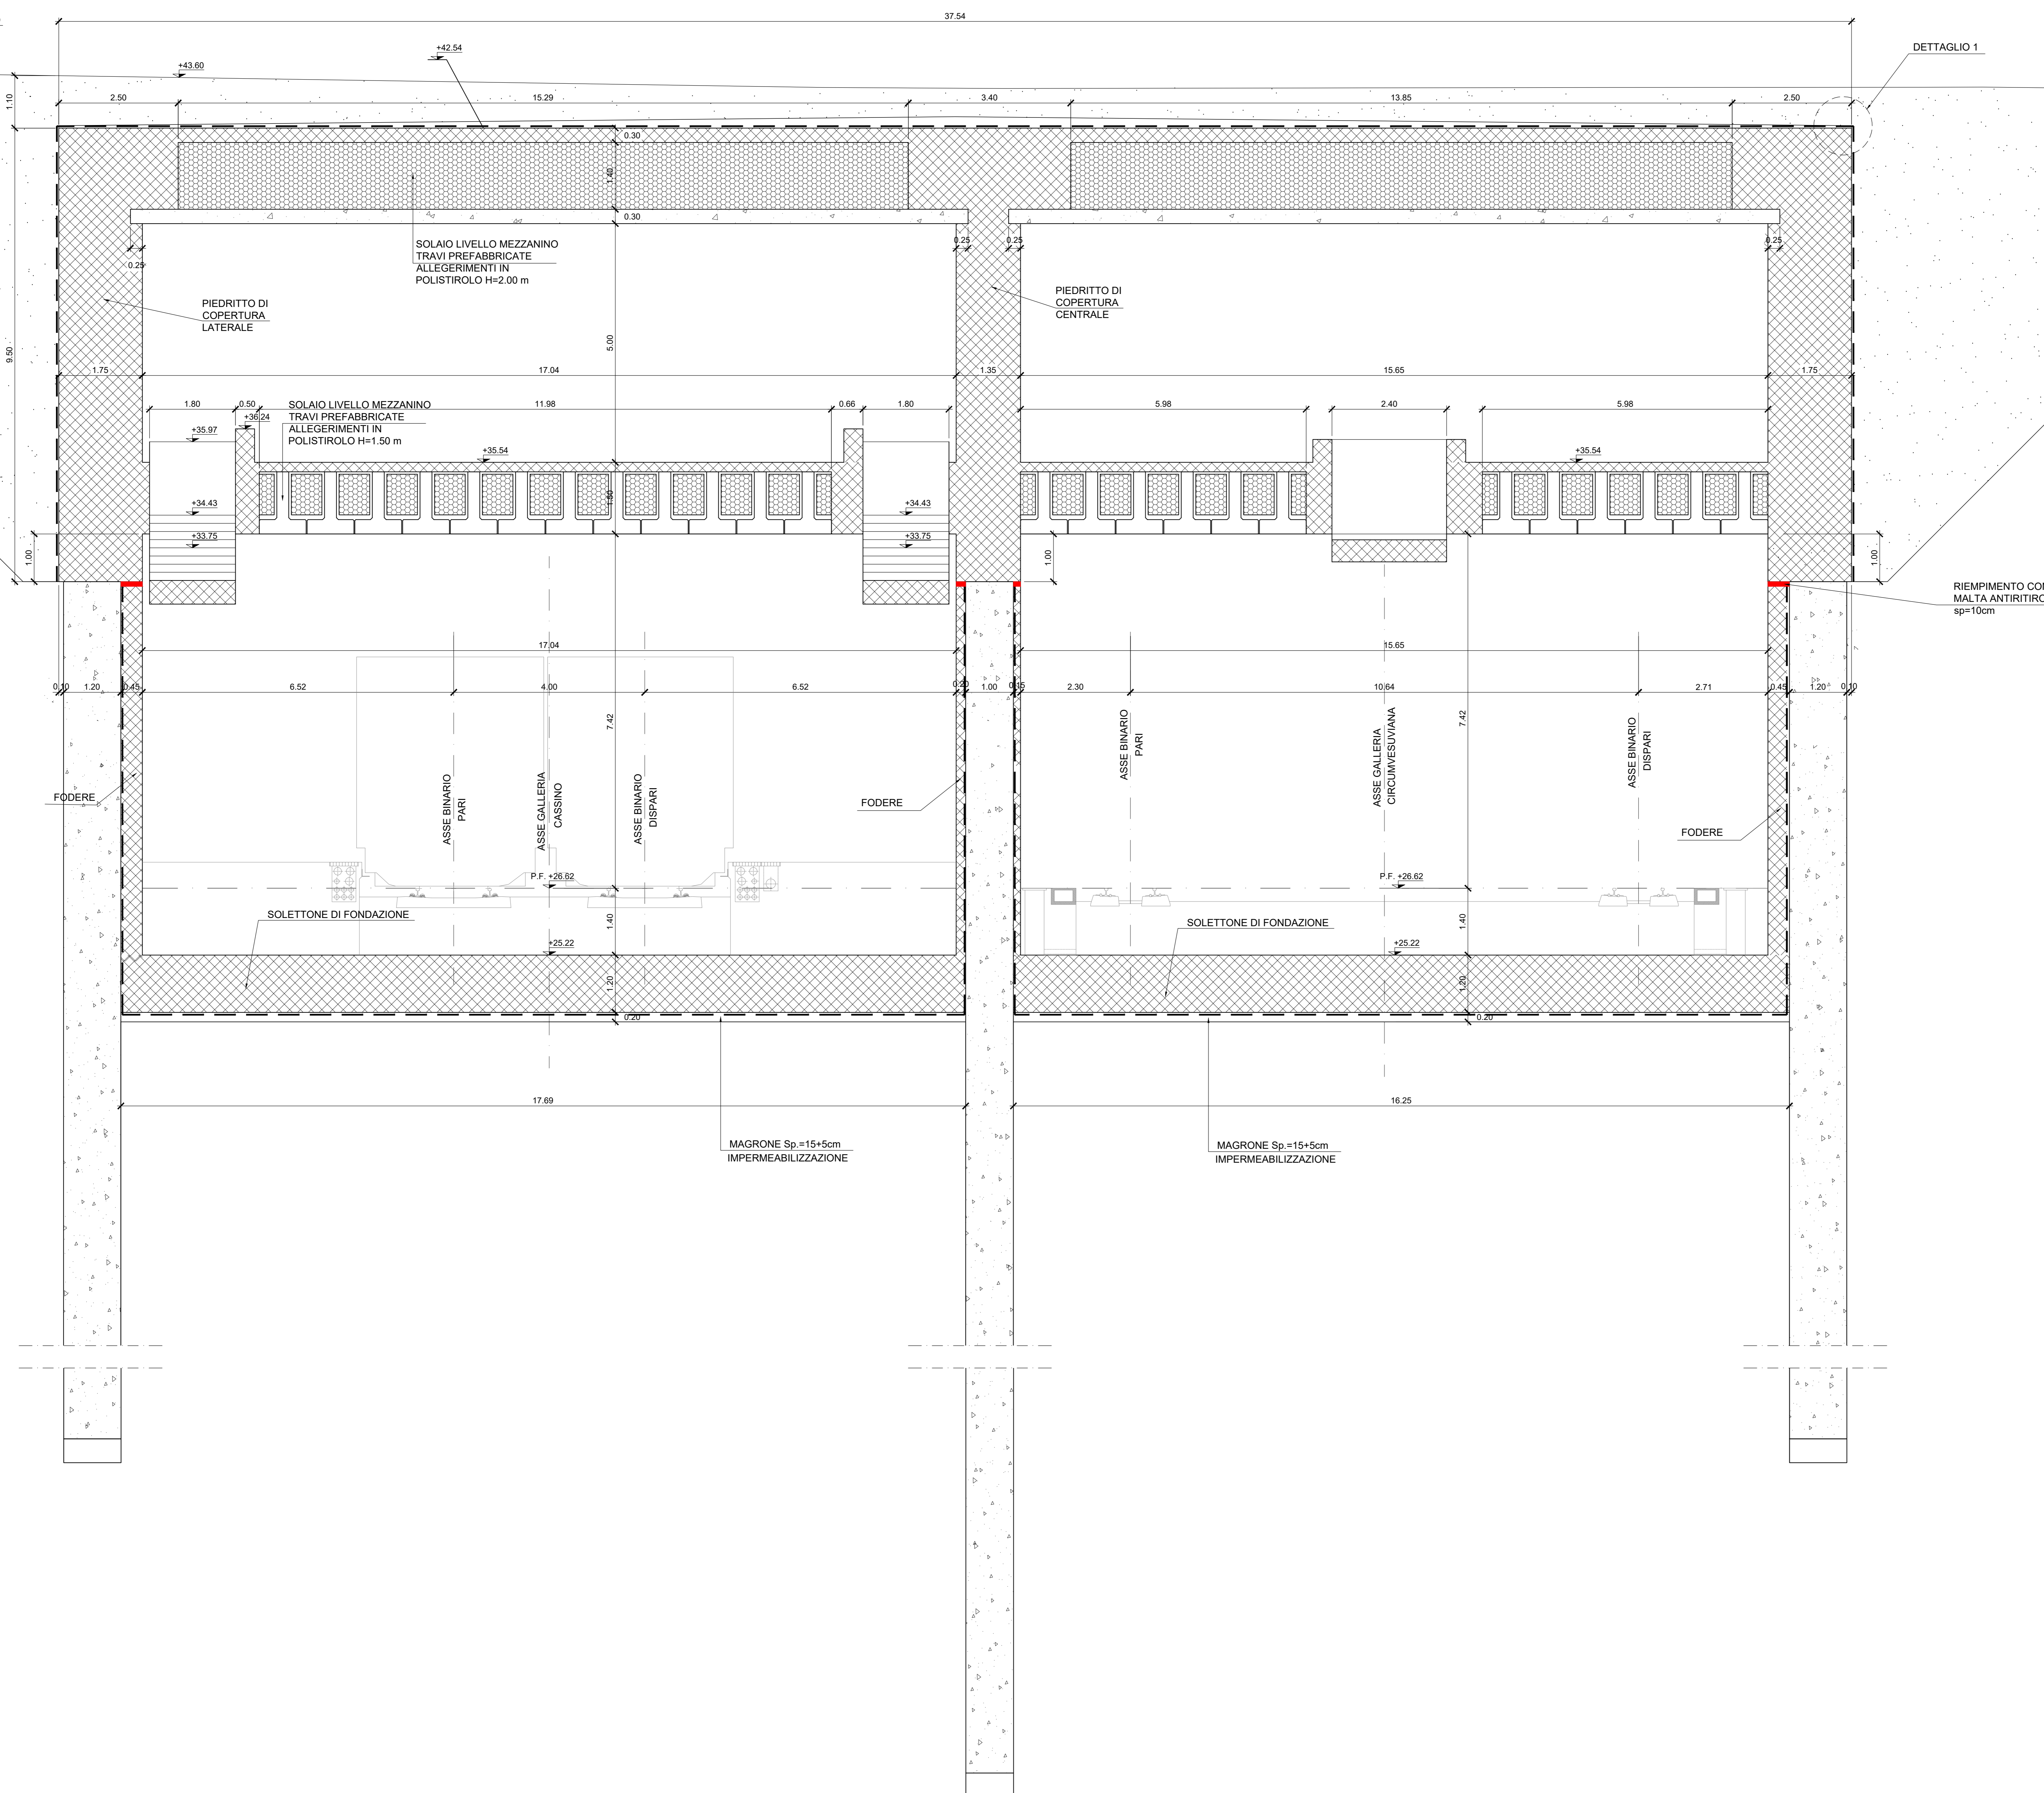 37.54
DETTAGLIO 1
+42.54
+43.60
1.10
2.50
15.29
3.40
13.85
2.50
0.30
1.40
0.30
SOLAIO LIVELLO MEZZANINO
TRAVI PREFABBRICATE
ALLEGERIMENTI IN
POLISTIROLO H=2.00 m
0.25
0.25
0.25
0.25
PIEDRITTO DI
COPERTURA
LATERALE
PIEDRITTO DI
COPERTURA
CENTRALE
9.50
5.00
1.75
17.04
1.35
15.65
1.75
1.80
0.50
SOLAIO LIVELLO MEZZANINO
TRAVI PREFABBRICATE
ALLEGERIMENTI IN
POLISTIROLO H=1.50 m
11.98
0.66
1.80
5.98
2.40
5.98
+36.24
+35.97
+35.54
+35.54
1.50
+34.43
+34.43
+33.75
+33.75
1.00
1.00
1.00
RIEMPIMENTO CON
MALTA ANTIRITIRO
sp=10cm
17.04
15.65
0.10
1.20
0.45
6.52
4.00
6.52
0.20
1.00
0.15
2.30
10.64
2.71
0.45
1.20
0.10
7.42
7.42
ASSE BINARIO
PARI
ASSE GALLERIA
CASSINO
ASSE BINARIO
DISPARI
ASSE BINARIO
PARI
ASSE GALLERIA
CIRCUMVESUVIANA
ASSE BINARIO
DISPARI
FODERE
FODERE
FODERE
P.F. +26.62
P.F. +26.62
SOLETTONE DI FONDAZIONE
SOLETTONE DI FONDAZIONE
1.40
1.40
+25.22
+25.22
1.20
1.20
0.20
0.20
17.69
16.25
MAGRONE Sp.=15+5cm
IMPERMEABILIZZAZIONE
MAGRONE Sp.=15+5cm
IMPERMEABILIZZAZIONE